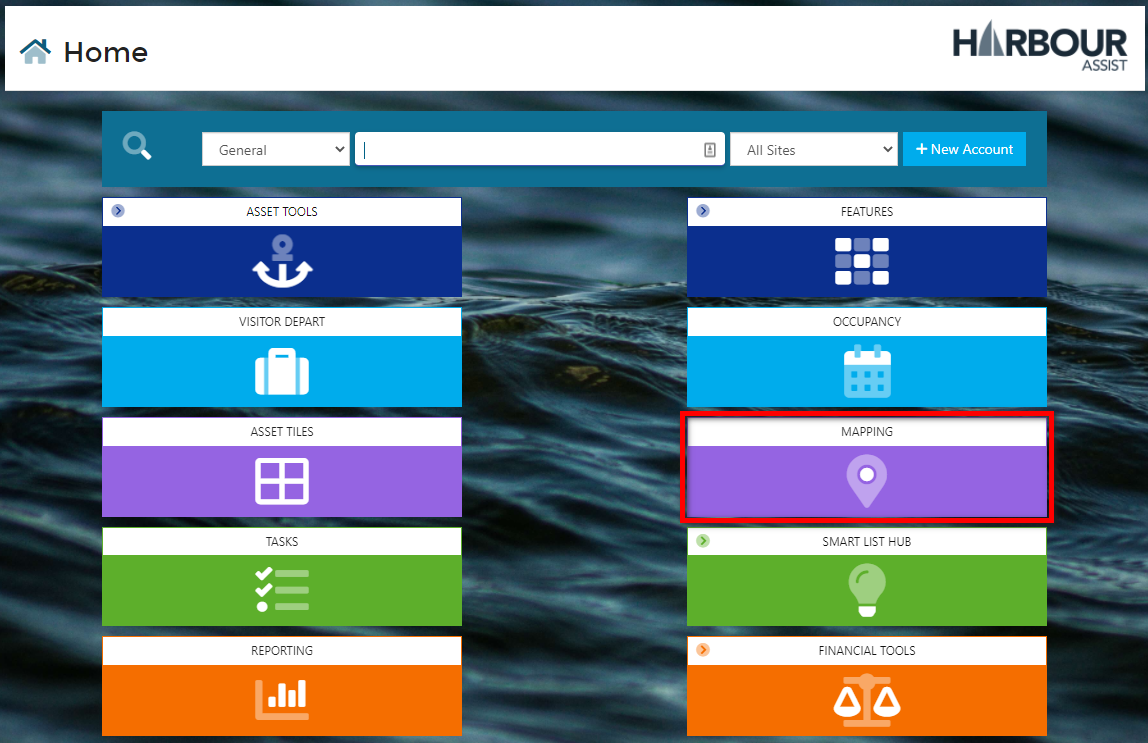 Home
HARBOUR
ASSIST
General
All Sites
+ New Account
ASSET TOOLS
FEATURES
VISITOR DEPART
OCCUPANCY
ASSET TILES
MAPPING
TASKS
SMART LIST HUB
REPORTING
FINANCIAL TOOLS